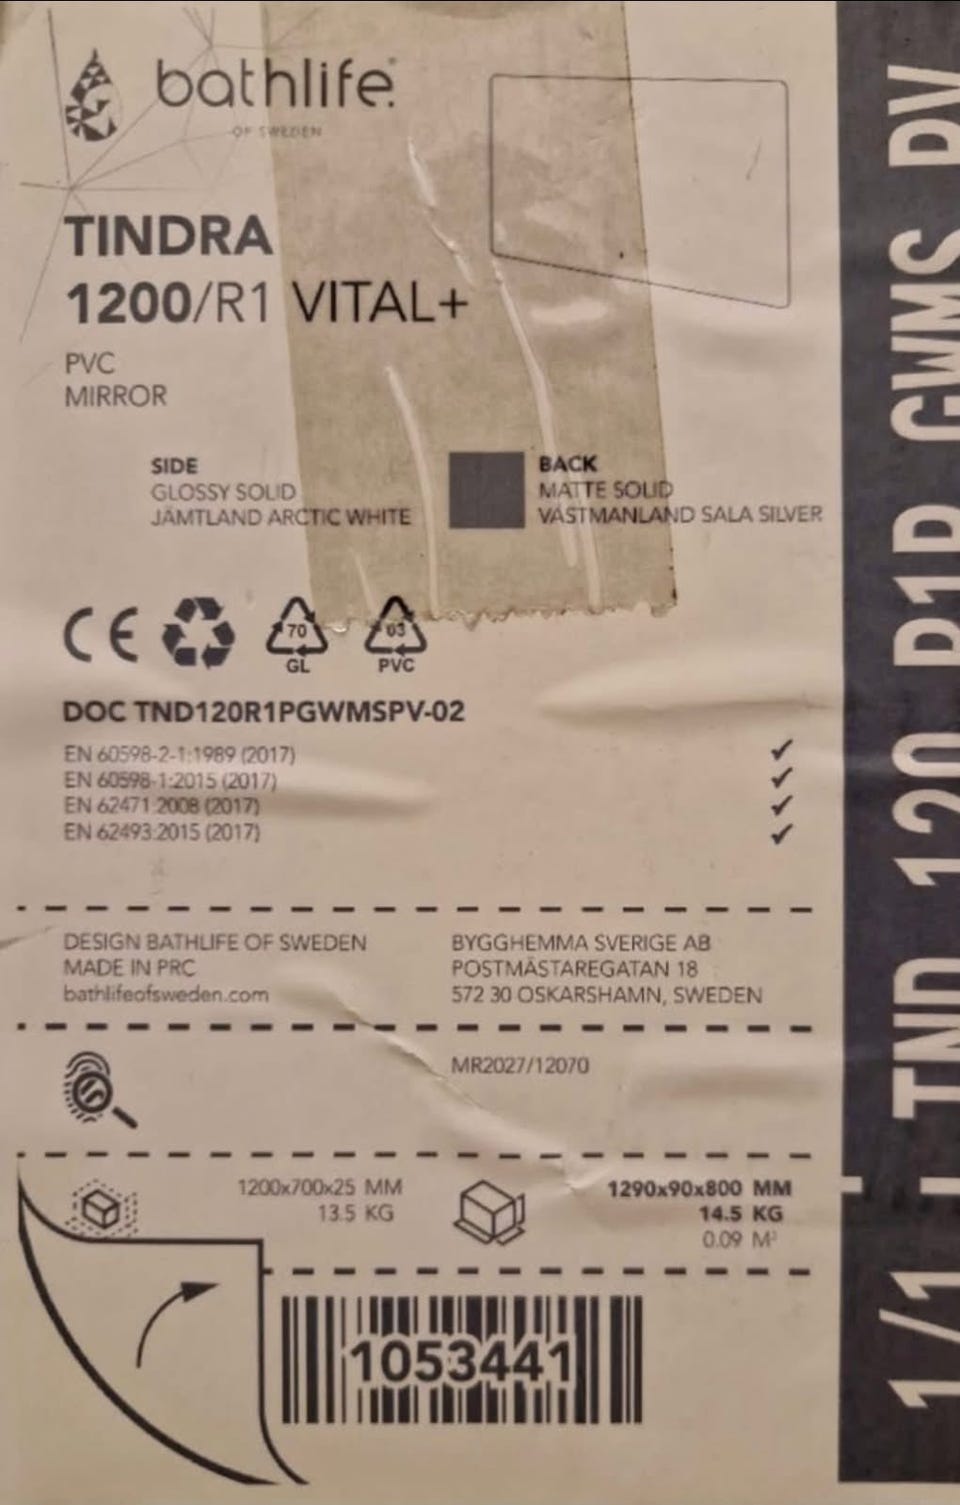 bathlife
OF SWEDEN
TINDRA
1200/R1 VITAL+
PVC
MIRROR
SIDE
GLOSSY SOLID
JÄMTLAND ARCTIC WHITE
BACK
MATTE SOLID
VÄSTMANLAND SALA SILVER
CE
70
GL
03
PVC
DOC TND120R1PGWMSPV-02
EN 60598-2-1:1989 (2017) ✓
EN 60598-1:2015 (2017) ✓
EN 62471:2008 (2017) ✓
EN 62493:2015 (2017) ✓
DESIGN BATHLIFE OF SWEDEN
MADE IN PRC
bathlifeofsweden.com
BYGGHEMMA SVERIGE AB
POSTMÄSTAREGATAN 18
572 30 OSKARSHAMN, SWEDEN
MR2027/12070
1200x700x25 MM
13.5 KG
1290x90x800 MM
14.5 KG
0.09 M³
1053441
1/1 TND 120 R1P GWMS PV